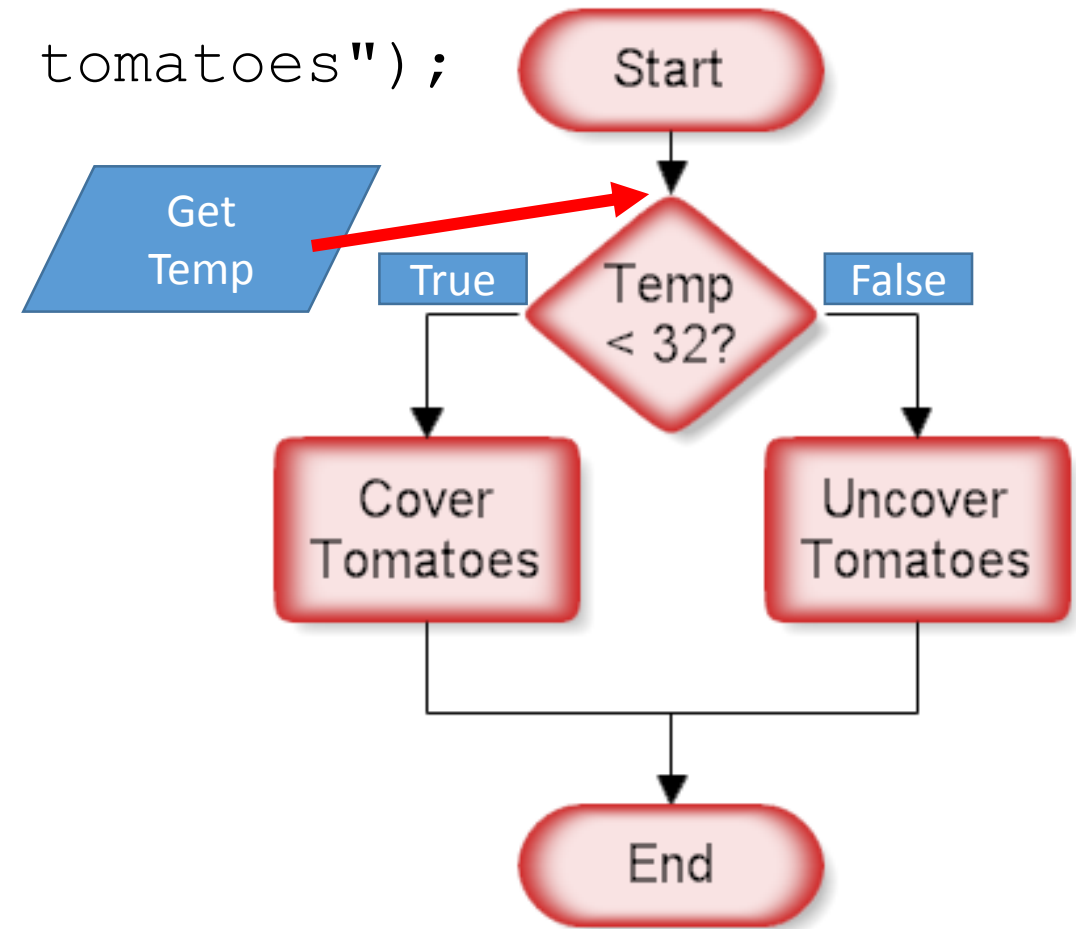 tomatoes");
Start
Get
Temp
True
Temp
< 32?
False
Cover
Tomatoes
Uncover
Tomatoes
End